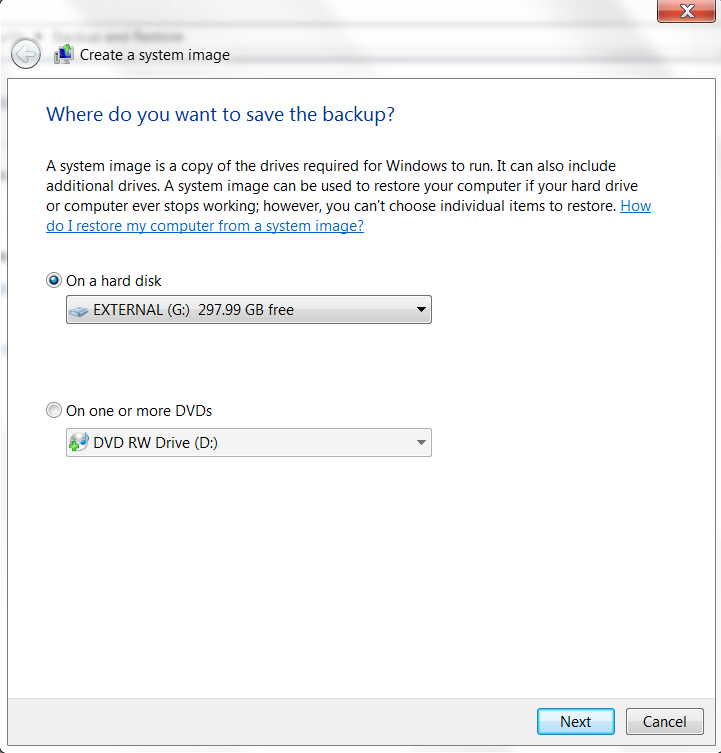 Create a system image
Where do you want to save the backup?
A system image is a copy of the drives required for Windows to run. It can also include
additional drives. A system image can be used to restore your computer if your hard drive
or computer ever stops working; however, you can't choose individual items to restore. How
do I restore my computer from a system image?
On a hard disk
EXTERNAL (G:)  297.99 GB free
On one or more DVDs
DVD RW Drive (D:)
Next
Cancel